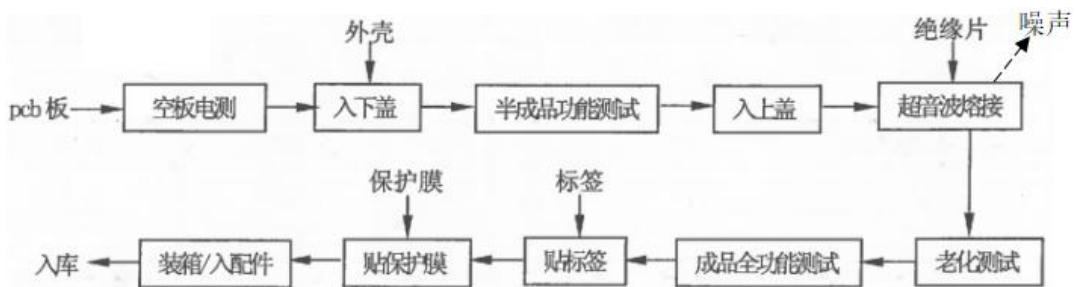 外壳
绝缘片
噪声
pcb 板
空板电测
入下盖
半成品功能测试
入上盖
超音波熔接
保护膜
标签
入库
装箱/入配件
贴保护膜
贴标签
成品全功能测试
老化测试